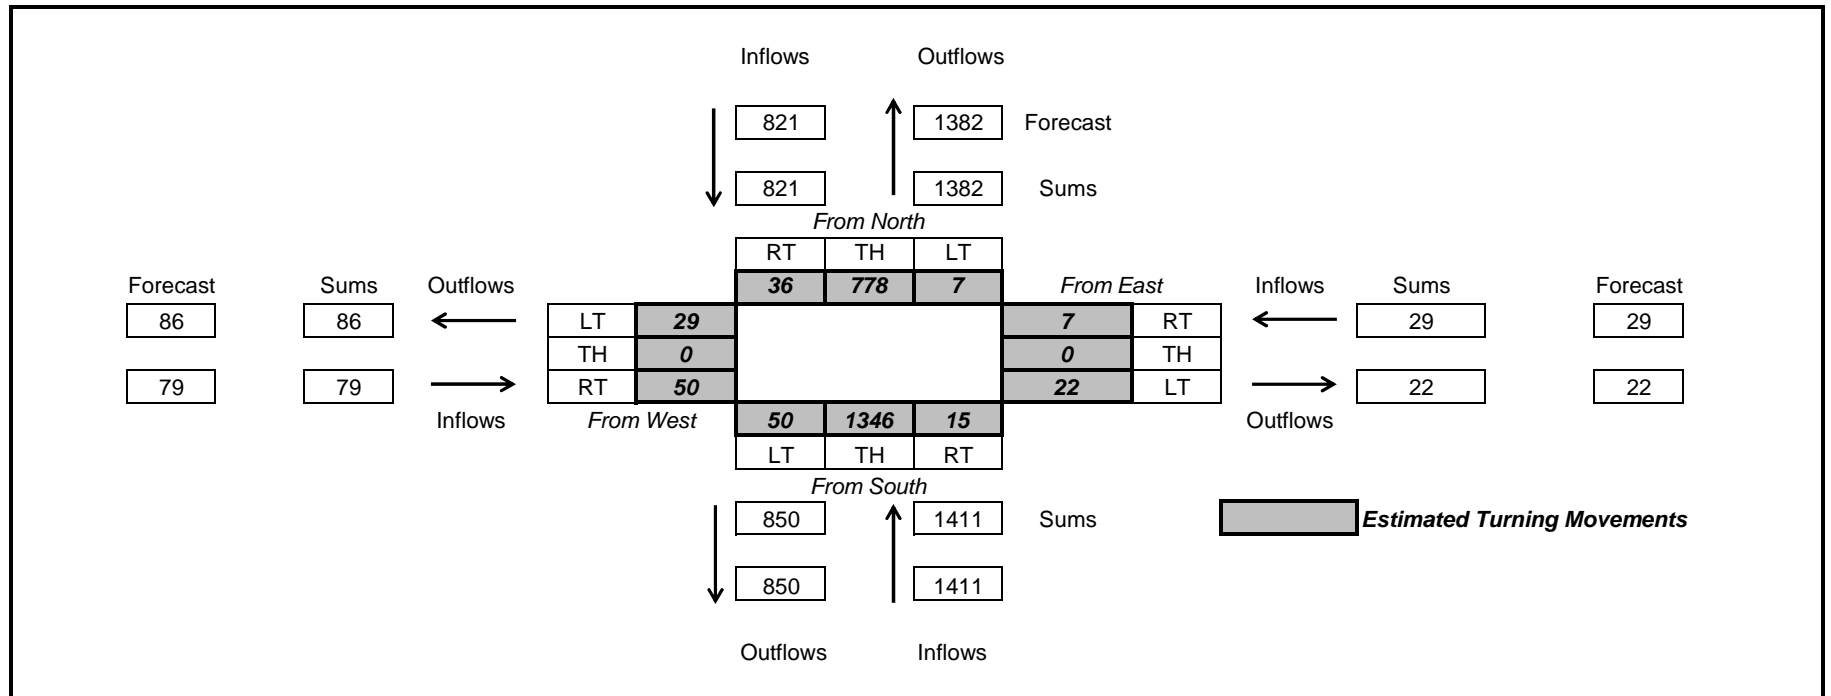 Inflows Outflows
821 1382 Forecast
821 1382 Sums
From North
RT TH LT
Forecast Sums Outflows 36 778 7 From East Inflows Sums Forecast
86 86 LT 29 7 RT 29 29
TH 0 0 TH
79 79 RT 50 22 LT 22 22
Inflows From West 50 1346 15 Outflows
LT TH RT
From South
850 1411 Sums Estimated Turning Movements
850 1411
Outflows Inflows